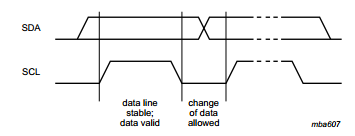 SDA
SCL
data line
stable;
data valid
change
of data
allowed
mba607